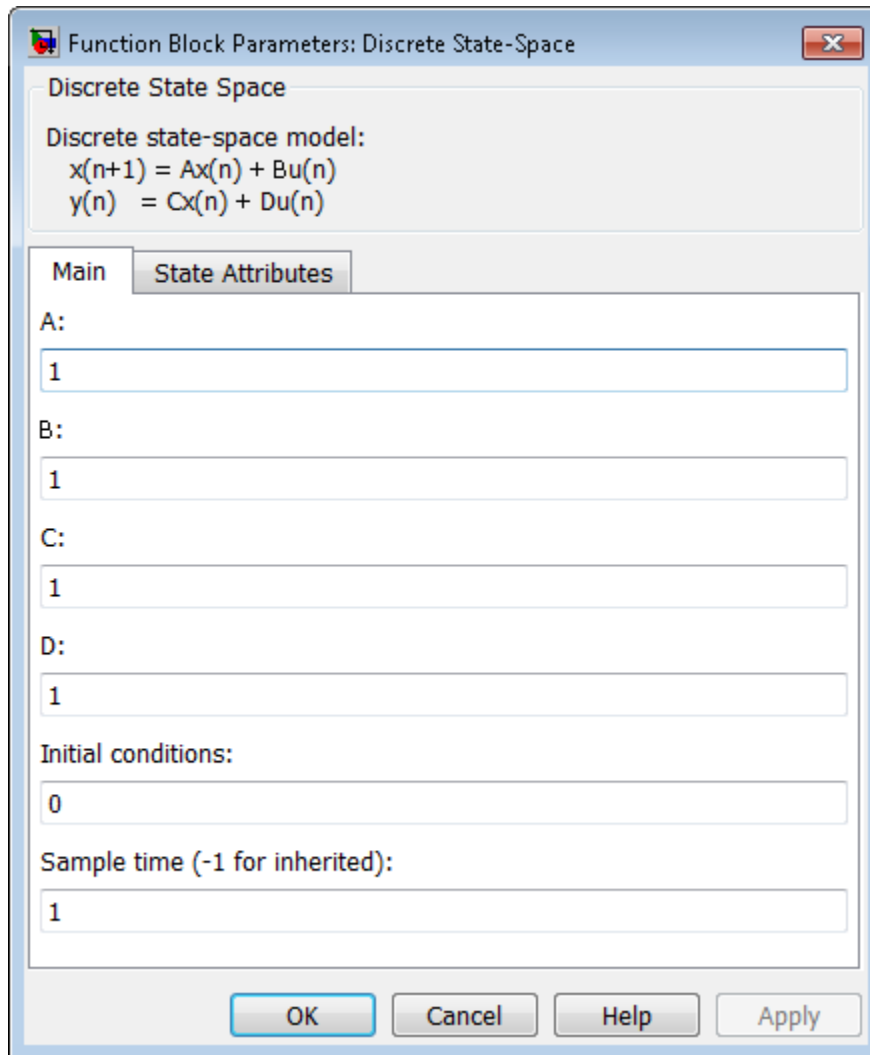 Function Block Parameters: Discrete State-Space
Discrete State Space
Discrete state-space model:
x(n+1) = Ax(n) + Bu(n)
y(n)   = Cx(n) + Du(n)
Main State Attributes
A:
1
B:
1
C:
1
D:
1
Initial conditions:
0
Sample time (-1 for inherited):
1
OK Cancel Help Apply